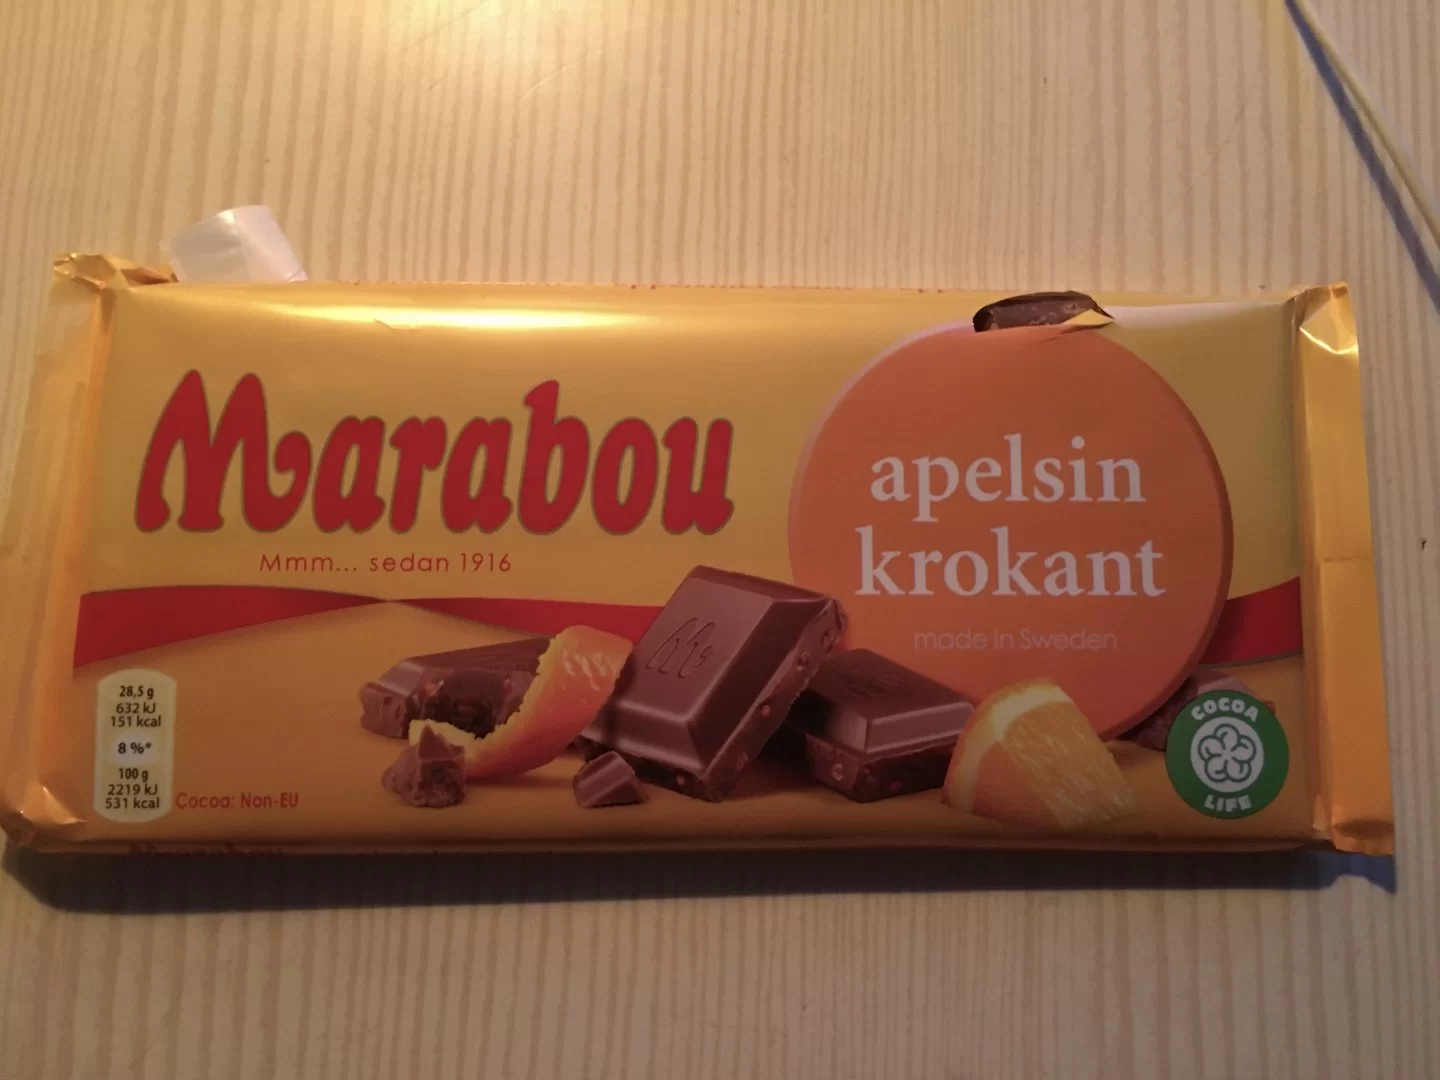 Marabou
Mmm... sedan 1916
apelsin
krokant
made in Sweden
28,5 g
632 kJ
151 kcal
8 %*
100 g
2219 kJ
531 kcal
Cocoa: Non-EU
COCOA
LIFE